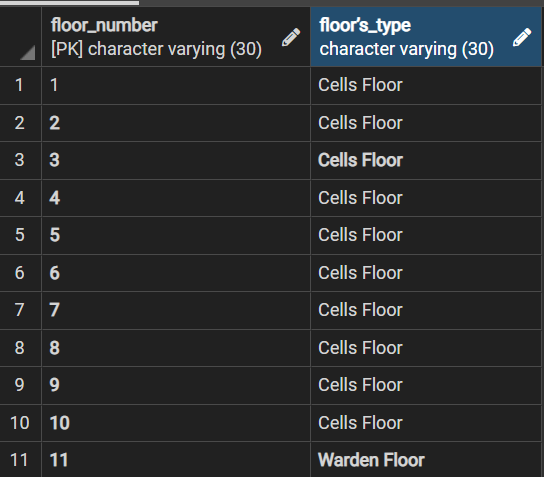 floor_number floor's_type
[PK] character varying (30) character varying (30)
1 1 Cells Floor
2 2 Cells Floor
3 3 Cells Floor
4 4 Cells Floor
5 5 Cells Floor
6 6 Cells Floor
7 7 Cells Floor
8 8 Cells Floor
9 9 Cells Floor
10 10 Cells Floor
11 11 Warden Floor